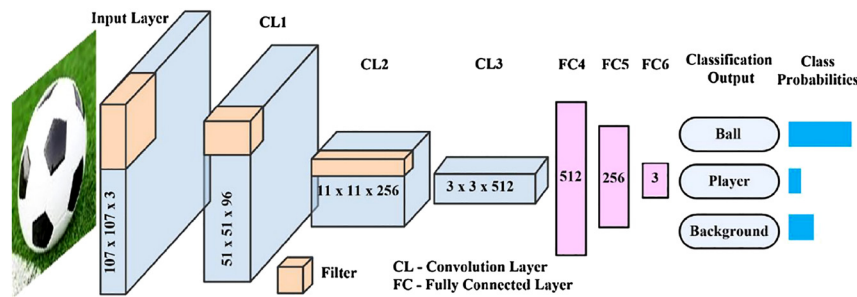 Input Layer
CL1
CL2
CL3
FC4
FC5
FC6
Classification
Output
Class
Probabilities
107 x 107 x 3
51 x 51 x 96
11 x 11 x 256
3 x 3 x 512
512
256
3
Ball
Player
Background
Filter
CL - Convolution Layer
FC - Fully Connected Layer